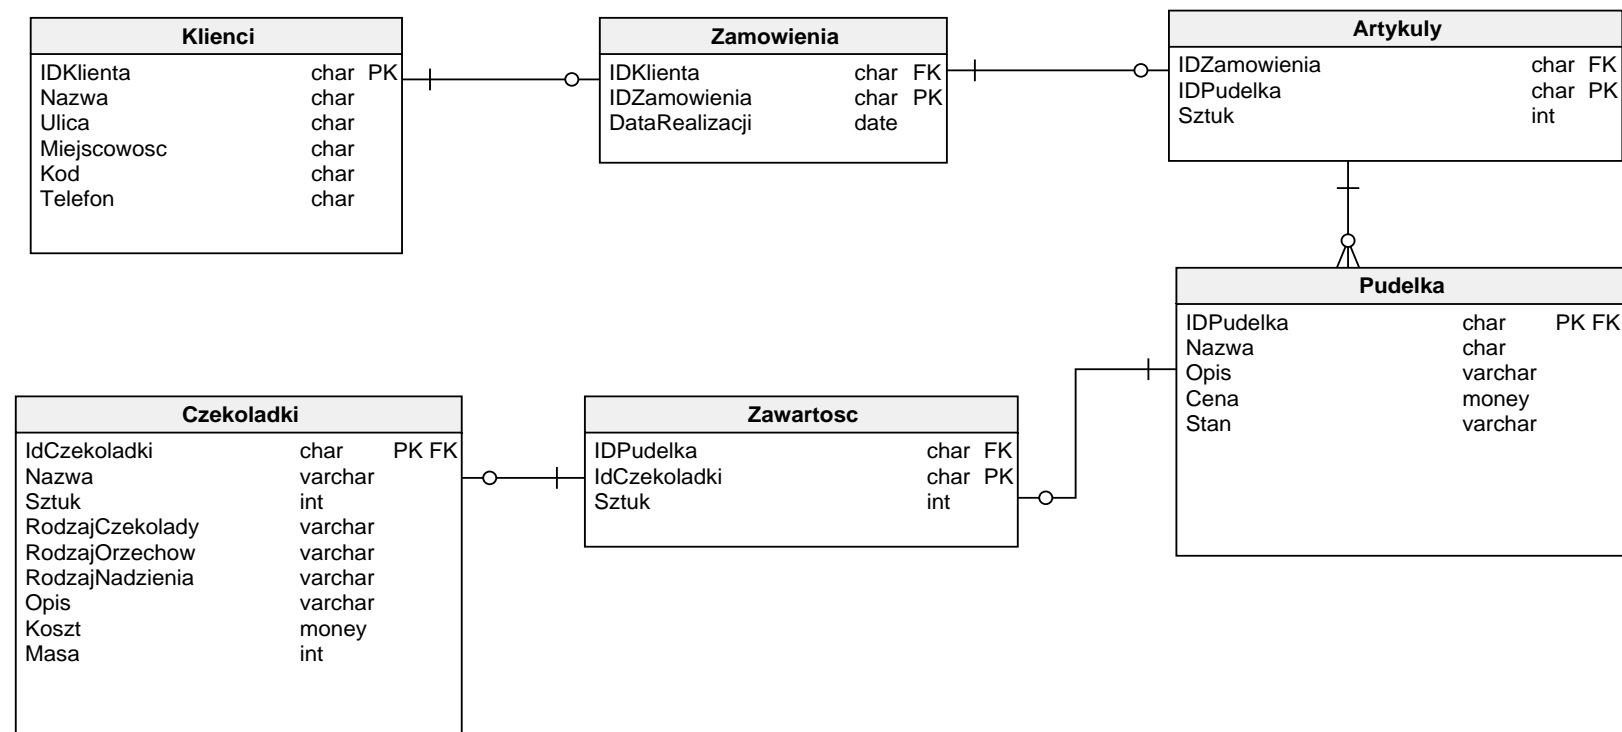 Klienci
IDKlienta char PK
Nazwa char
Ulica char
Miejscowosc char
Kod char
Telefon char
Zamowienia
IDKlienta char FK
IDZamowienia char PK
DataRealizacji date
Artykuly
IDZamowienia char FK
IDPudelka char PK
Sztuk int
Pudelka
IDPudelka char PK FK
Nazwa char
Opis varchar
Cena money
Stan varchar
Czekoladki
IdCzekoladki char PK FK
Nazwa varchar
Sztuk int
RodzajCzekolady varchar
RodzajOrzechow varchar
RodzajNadzienia varchar
Opis varchar
Koszt money
Masa int
Zawartosc
IDPudelka char FK
IdCzekoladki char PK
Sztuk int